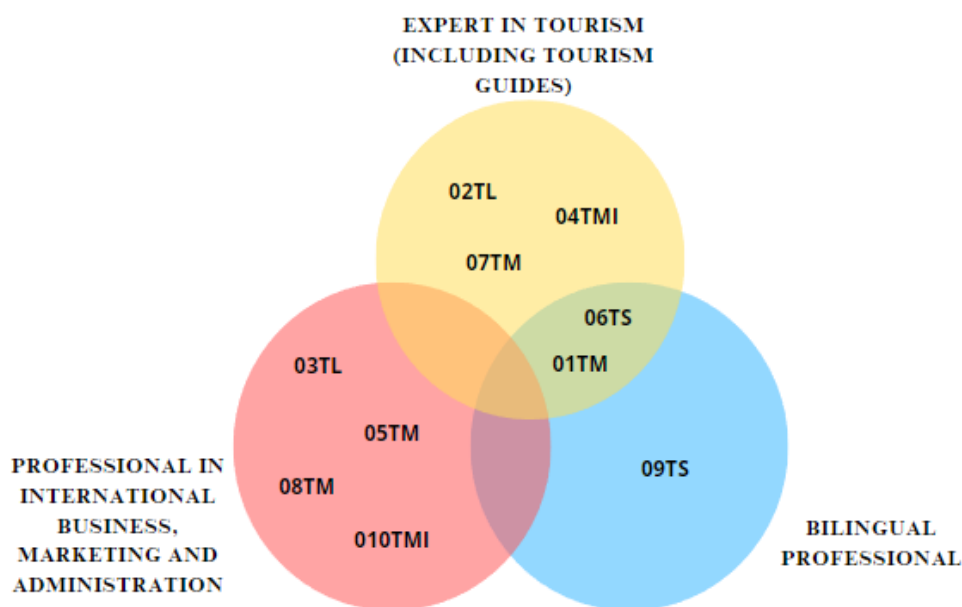 EXPERT IN TOURISM
(INCLUDING TOURISM
GUIDES)
02TL
04TMI
07TM
06TS
01TM
03TL
05TM
08TM
010TMI
09TS
PROFESSIONAL IN
INTERNATIONAL
BUSINESS,
MARKETING AND
ADMINISTRATION
BILINGUAL
PROFESSIONAL